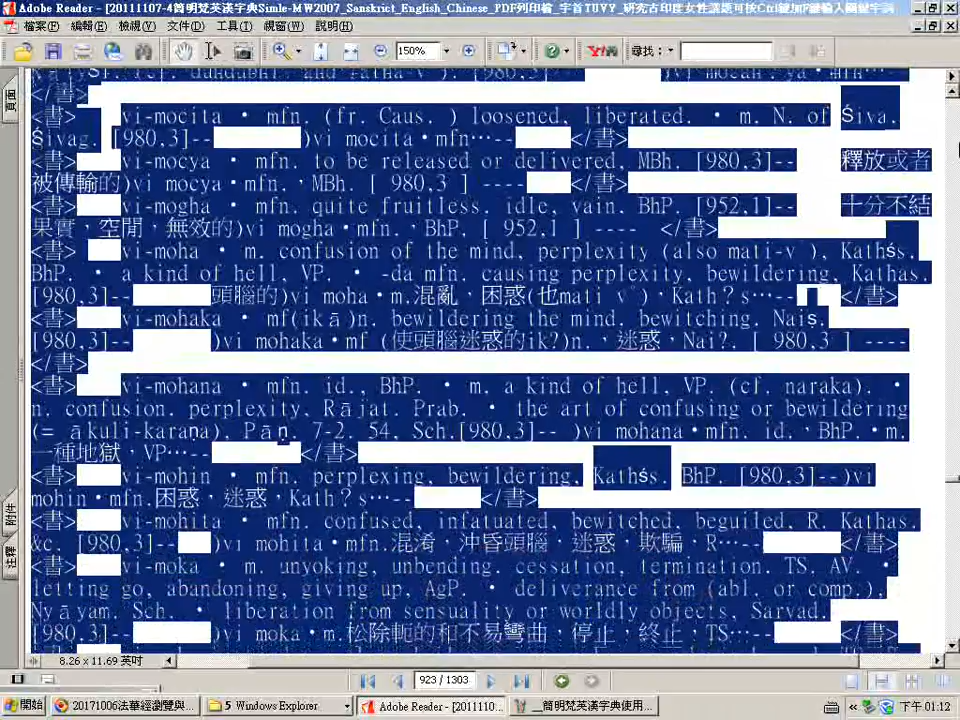 Adobe Reader - [20111107-4簡明梵英漢字典Simle-MW2007_Sanskrict_English_Chinese_PDF列印檔_字首TUVY_研究古印度女性議題可按Ctrl鍵加F鍵輸入關鍵字詞
檔案(F) 編輯(E) 檢視(V) 文件(D) 工具(T) 視窗(W) 說明(H)
150% 尋找：
</書>
<書> vi-mocita • mfn. (fr. Caus. ) loosened, liberated. • m. N. of Śiva.
Śivag. [980,3]-- )vi mocita•mfn…-- </書>
<書> vi-mocya • mfn. to be released or delivered, MBh. [980,3]-- 釋放或者
被傳輸的)vi mocya•mfn.，MBh. [ 980,3 ] ---- </書>
<書> vi-mogha • mfn. quite fruitless. idle, vain. BhP. [952,1]-- 十分不結
果實，空閒，無效的)vi mogha•mfn.，BhP. [ 952,1 ] ---- </書>
<書> vi-moha • m. confusion of the mind, perplexity (also mati-v˚), Kathśs.
BhP. • a kind of hell, VP. • -da mfn. causing perplexity, bewildering, Kathas.
[980,3]-- 頭腦的)vi moha•m.混亂，困惑(也mati v˚)，Kath？s…-- </書>
<書> vi-mohaka • mf(ikā)n. bewildering the mind. bewitching. Naiṣ.
[980,3]-- )vi mohaka•mf (使頭腦迷惑的ik?)n.，迷惑，Nai?. [ 980,3 ] ----
</書>
<書> vi-mohana • mfn. id., BhP. • m. a kind of hell, VP. (cf. naraka). •
n. confusion. perplexity, Rājat. Prab. • the art of confusing or bewildering
(= ākuli-karaṇa), Pāṇ. 7-2. 54, Sch.[980,3]-- )vi mohana•mfn. id.，BhP.•m.
一種地獄，VP…-- </書>
<書> vi-mohin • mfn. perplexing, bewildering, Kathśs. BhP. [980,3]--)vi
mohin•mfn.困惑，迷惑，Kath？s…-- </書>
<書> vi-mohita • mfn. confused, infatuated, bewitched, beguiled, R. Kathas.
&c. [980,3]-- )vi mohita•mfn.混淆，沖昏頭腦，迷惑，欺騙，R…-- </書>
<書> vi-moka • m. unyoking, unbending. cessation, termination. TS. AV. •
letting go, abandoning, giving up, AgP. • deliverance from (abl. or comp.),
Nyāyam. Sch. • liberation from sensuality or worldly objects, Sarvad.
[980,3]-- )vi moka•m.松除軛的和不易彎曲，停止，終止，TS…-- </書>
頁面
附件
注釋
8.26 x 11.69 英吋
923 / 1303
開始 20171006法華經瀏覽與... 5 Windows Explorer Adobe Reader - [2011110... __簡明梵英漢字典使用... 下午 01:12